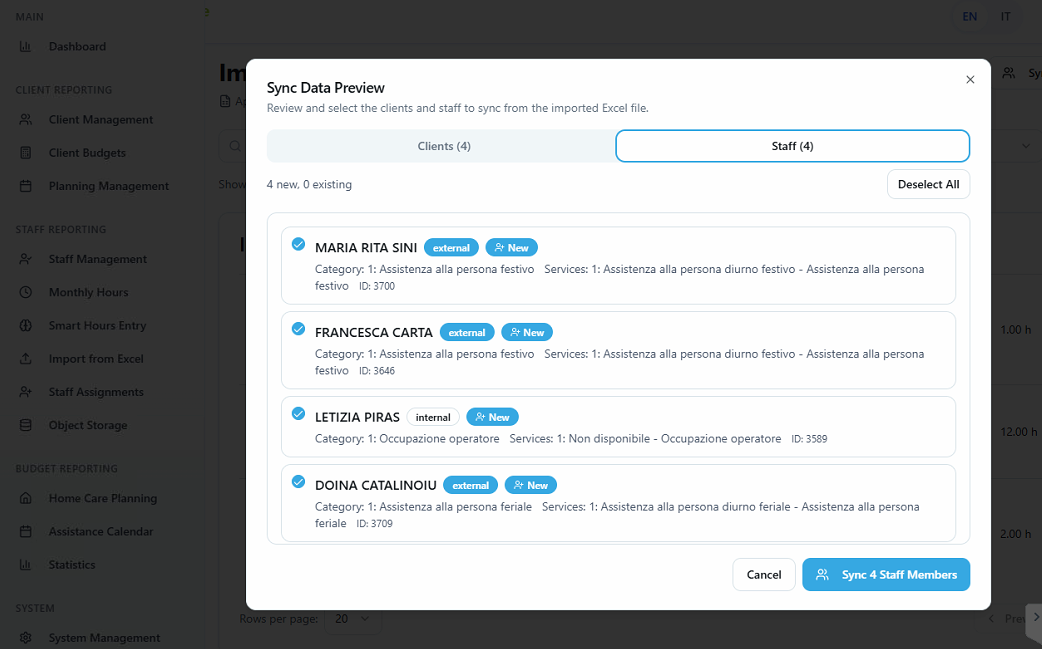 MAIN
Dashboard
CLIENT REPORTING
Client Management
Client Budgets
Planning Management
STAFF REPORTING
Staff Management
Monthly Hours
Smart Hours Entry
Import from Excel
Staff Assignments
Object Storage
BUDGET REPORTING
Home Care Planning
Assistance Calendar
Statistics
SYSTEM
System Management
EN IT
Sync Data Preview
Review and select the clients and staff to sync from the imported Excel file.
Clients (4) Staff (4)
4 new, 0 existing
Deselect All
MARIA RITA SINI external New
Category: 1: Assistenza alla persona festivo Services: 1: Assistenza alla persona diurno festivo - Assistenza alla persona
festivo ID: 3700
FRANCESCA CARTA external New
Category: 1: Assistenza alla persona festivo Services: 1: Assistenza alla persona diurno festivo - Assistenza alla persona
festivo ID: 3646
LETIZIA PIRAS internal New
Category: 1: Occupazione operatore Services: 1: Non disponibile - Occupazione operatore ID: 3589
DOINA CATALINOIU external New
Category: 1: Assistenza alla persona feriale Services: 1: Assistenza alla persona diurno feriale - Assistenza alla persona
feriale ID: 3709
Cancel Sync 4 Staff Members
1.00 h
12.00 h
2.00 h
Rows per page: 20